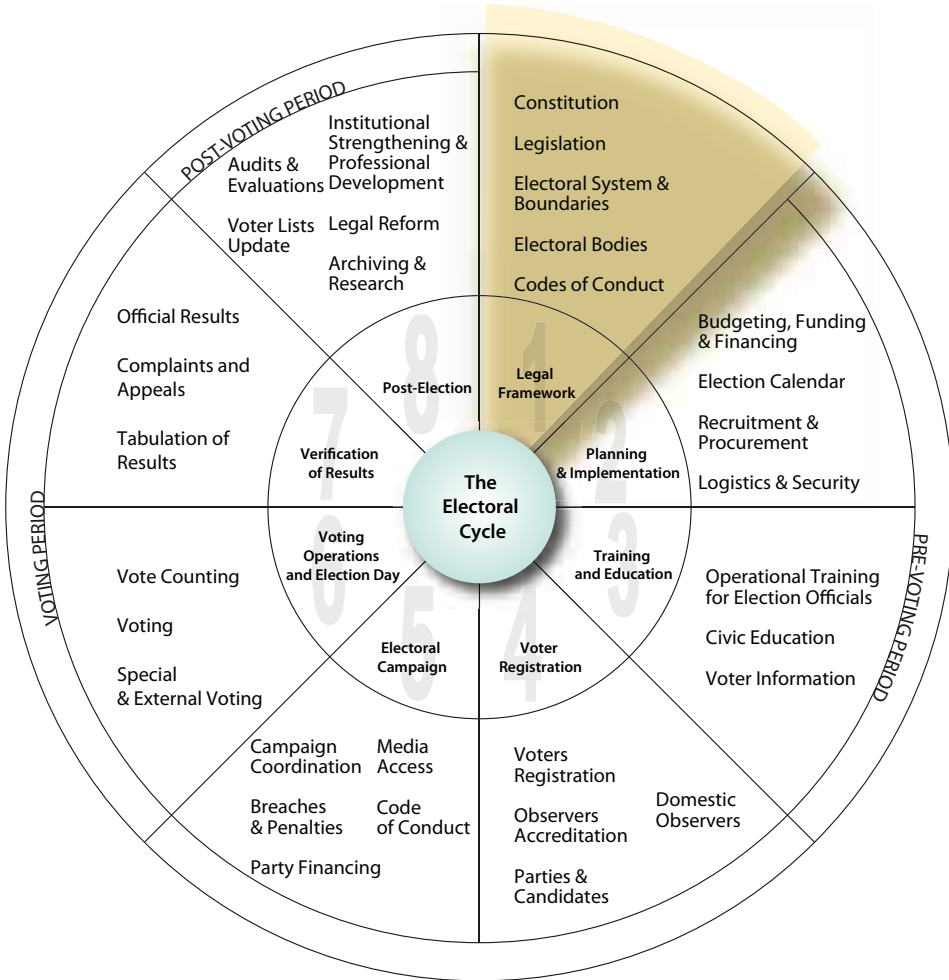 The
Electoral
Cycle
PRE-VOTING PERIOD
VOTING PERIOD
POST-VOTING PERIOD
1
Legal
Framework
Constitution
Legislation
Electoral System &
Boundaries
Electoral Bodies
Codes of Conduct
2
Planning
& Implementation
Budgeting, Funding
& Financing
Election Calendar
Recruitment &
Procurement
Logistics & Security
3
Training
and Education
Operational Training
for Election Officials
Civic Education
Voter Information
4
Voter
Registration
Voters
Registration
Observers
Accreditation
Parties &
Candidates
Domestic
Observers
5
Electoral
Campaign
Campaign
Coordination
Breaches
& Penalties
Party Financing
Media
Access
Code
of Conduct
6
Voting
Operations
and Election Day
Vote Counting
Voting
Special
& External Voting
7
Verification
of Results
Official Results
Complaints and
Appeals
Tabulation of
Results
8
Post-Election
Audits &
Evaluations
Voter Lists
Update
Institutional
Strengthening &
Professional
Development
Legal Reform
Archiving &
Research